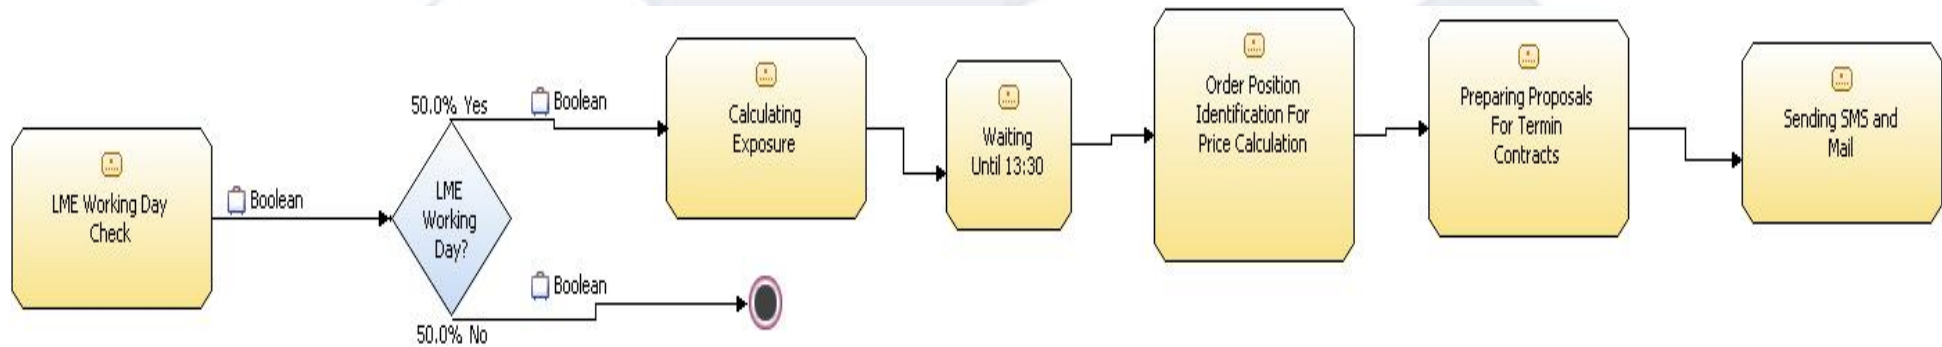 LME Working Day
Check
Boolean
50.0% Yes
LME
Working
Day?
50.0% No
Boolean
Boolean
Calculating
Exposure
Waiting
Until 13:30
Order Position
Identification For
Price Calculation
Preparing Proposals
For Termin
Contracts
Sending SMS and
Mail